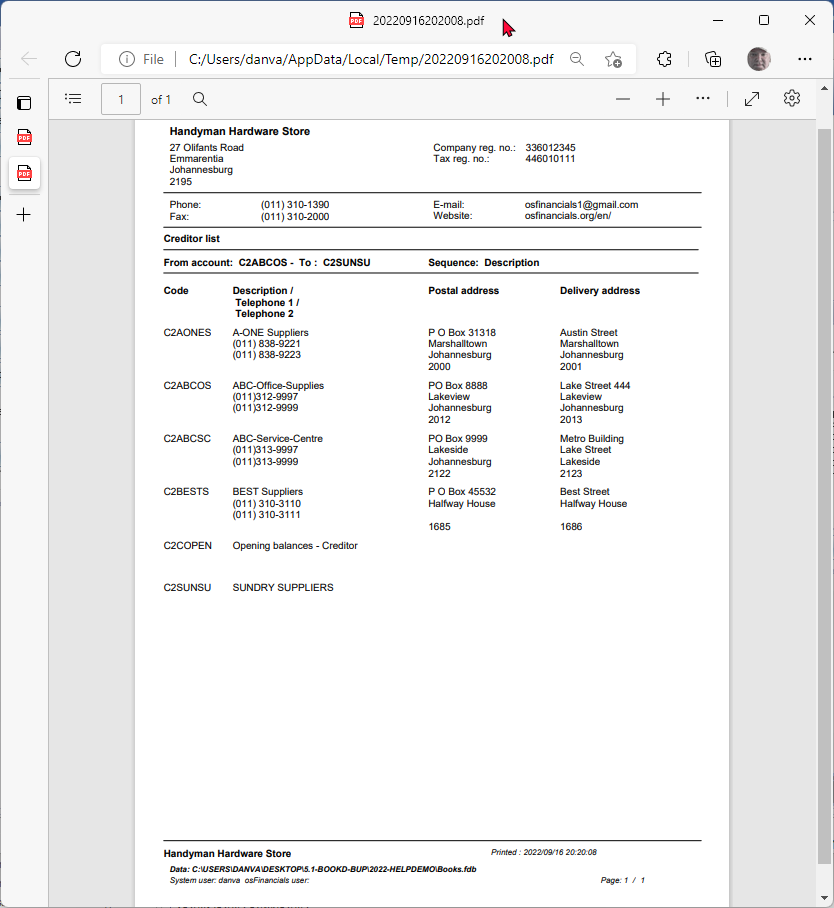 20220916202008.pdf
File C:/Users/danva/AppData/Local/Temp/20220916202008.pdf
1 of 1
Handyman Hardware Store
27 Olifants Road Company reg. no.: 336012345
Emmarentia Tax reg. no.: 446010111
Johannesburg
2195
Phone: (011) 310-1390 E-mail: osfinancials1@gmail.com
Fax: (011) 310-2000 Website: osfinancials.org/en/
Creditor list
From account: C2ABCOS - To : C2SUNSU Sequence: Description
Code Description / Postal address Delivery address
Telephone 1 /
Telephone 2
C2AONES A-ONE Suppliers P O Box 31318 Austin Street
(011) 838-9221 Marshalltown Marshalltown
(011) 838-9223 Johannesburg Johannesburg
2000 2001
C2ABCOS ABC-Office-Supplies PO Box 8888 Lake Street 444
(011)312-9997 Lakeview Lakeview
(011)312-9999 Johannesburg Johannesburg
2012 2013
C2ABCSC ABC-Service-Centre PO Box 9999 Metro Building
(011)313-9997 Lakeside Lake Street
(011)313-9999 Johannesburg Lakeside
2122 2123
C2BESTS BEST Suppliers P O Box 45532 Best Street
(011) 310-3110 Halfway House Halfway House
(011) 310-3111
1685 1686
C2COPEN Opening balances - Creditor
C2SUNSU SUNDRY SUPPLIERS
Handyman Hardware Store Printed : 2022/09/16 20:20:08
Data: C:\USERS\DANVA\DESKTOP\5.1-BOOKD-BUP\2022-HELPDEMO\Books.fdb
System user: danva osFinancials user: Page: 1 / 1